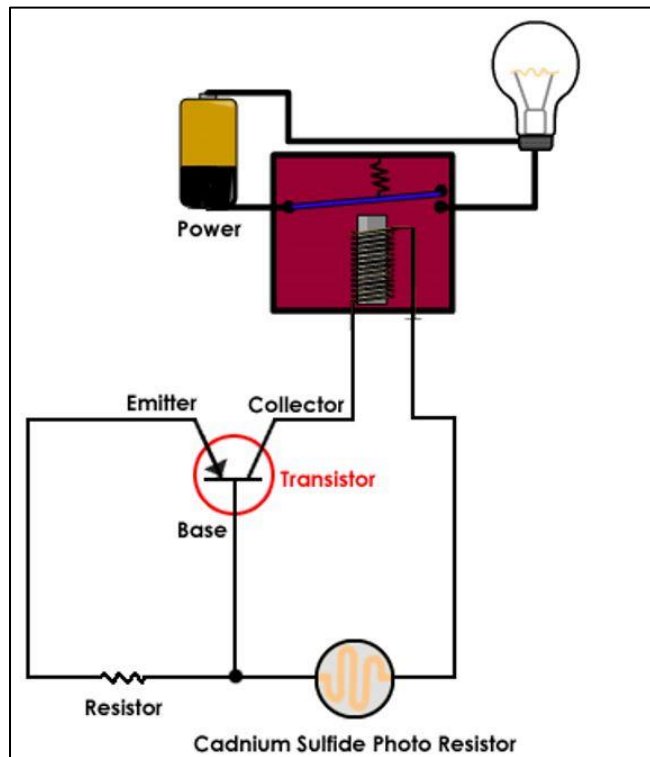 Power
Emitter
Collector
Transistor
Base
Resistor
Cadnium Sulfide Photo Resistor